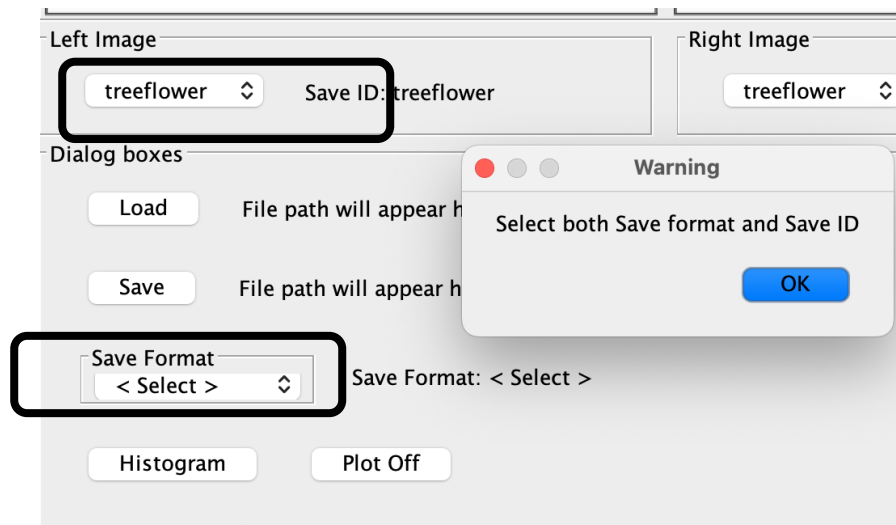 Left Image
Right Image
treeflower
Save ID: treeflower
treeflower
Dialog boxes
Warning
Load
File path will appear h
Select both Save format and Save ID
OK
Save
File path will appear h
Save Format
< Select >
Save Format: < Select >
Histogram
Plot Off